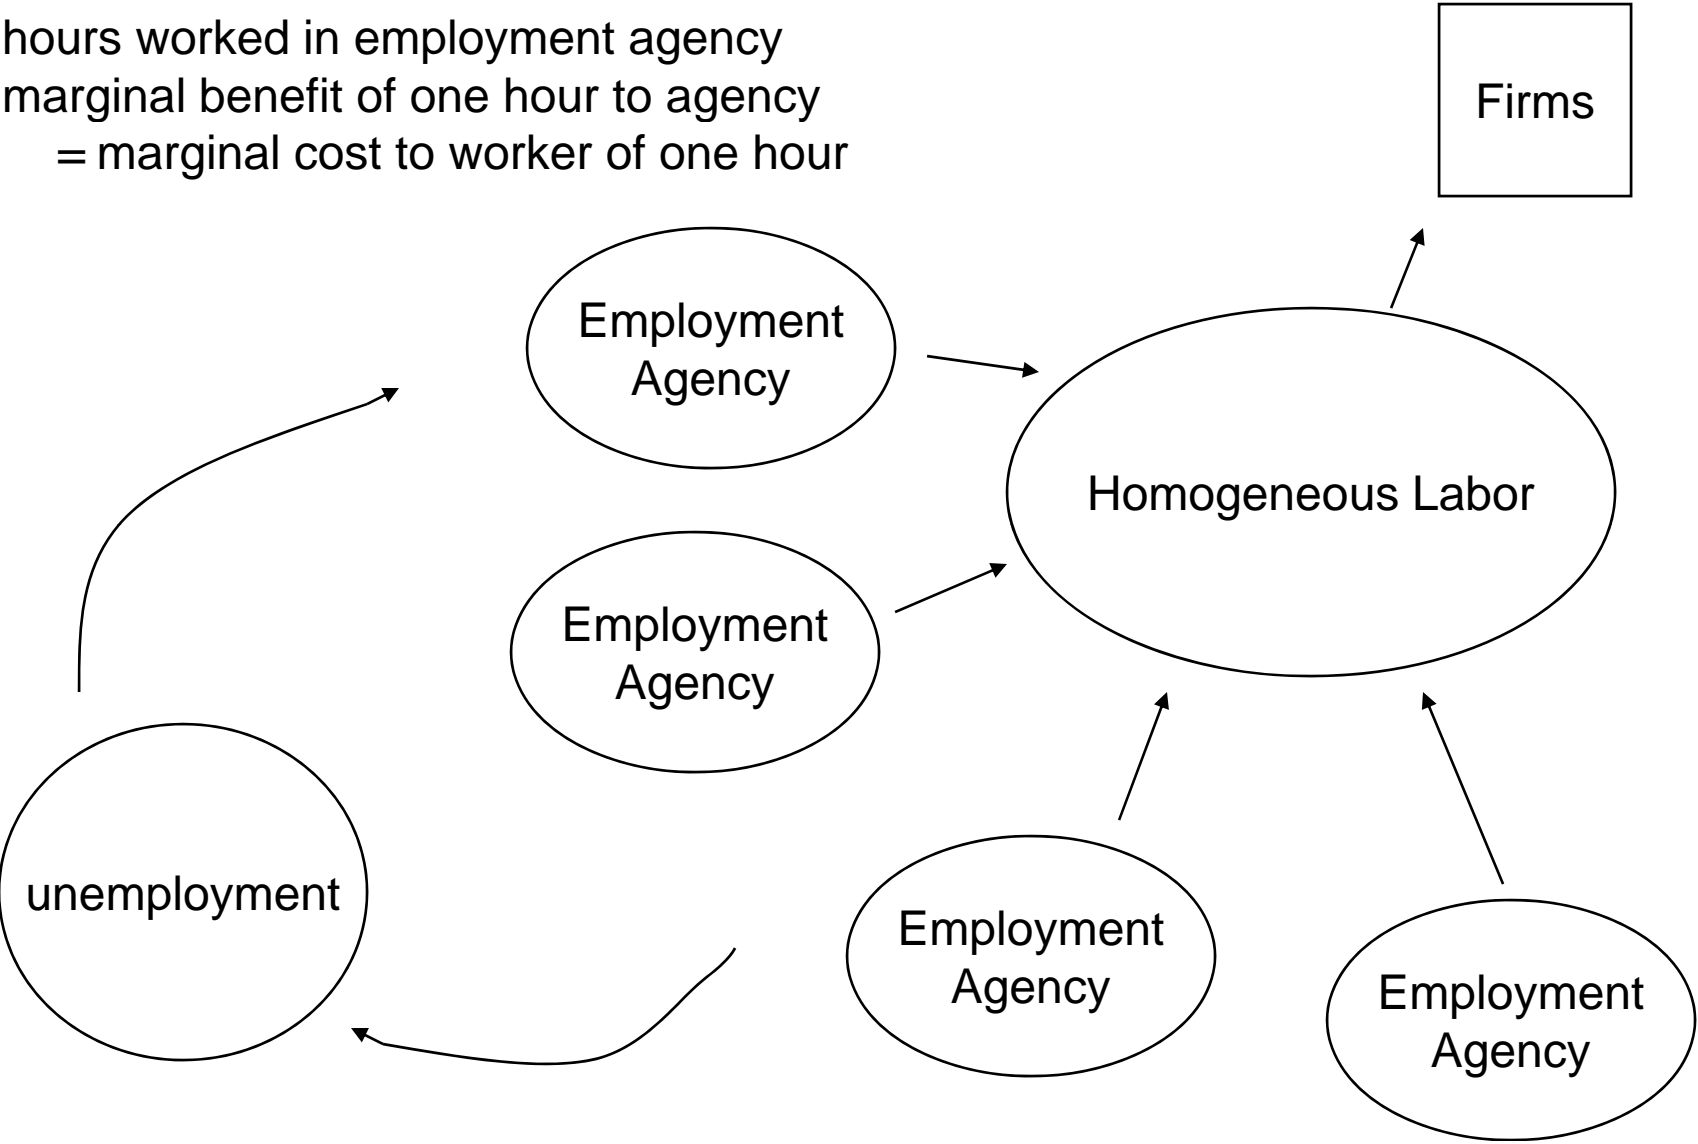 hours worked in employment agency
marginal benefit of one hour to agency
= marginal cost to worker of one hour
Firms
Employment
Agency
Homogeneous Labor
Employment
Agency
unemployment
Employment
Agency
Employment
Agency